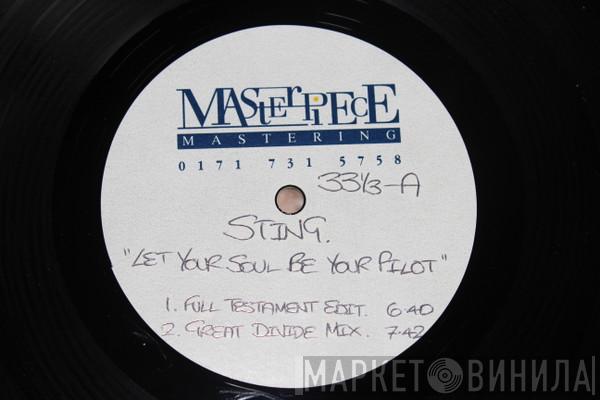 MASTERPIECE
MASTERING
0171 731 5758
33⅓-A
STING.
"LET YOUR SOUL BE YOUR PILOT"
1. FULL TESTAMENT EDIT. 6·40
2. GREAT DIVIDE MIX. 7·42
МАРКЕТ ВИНИЛА